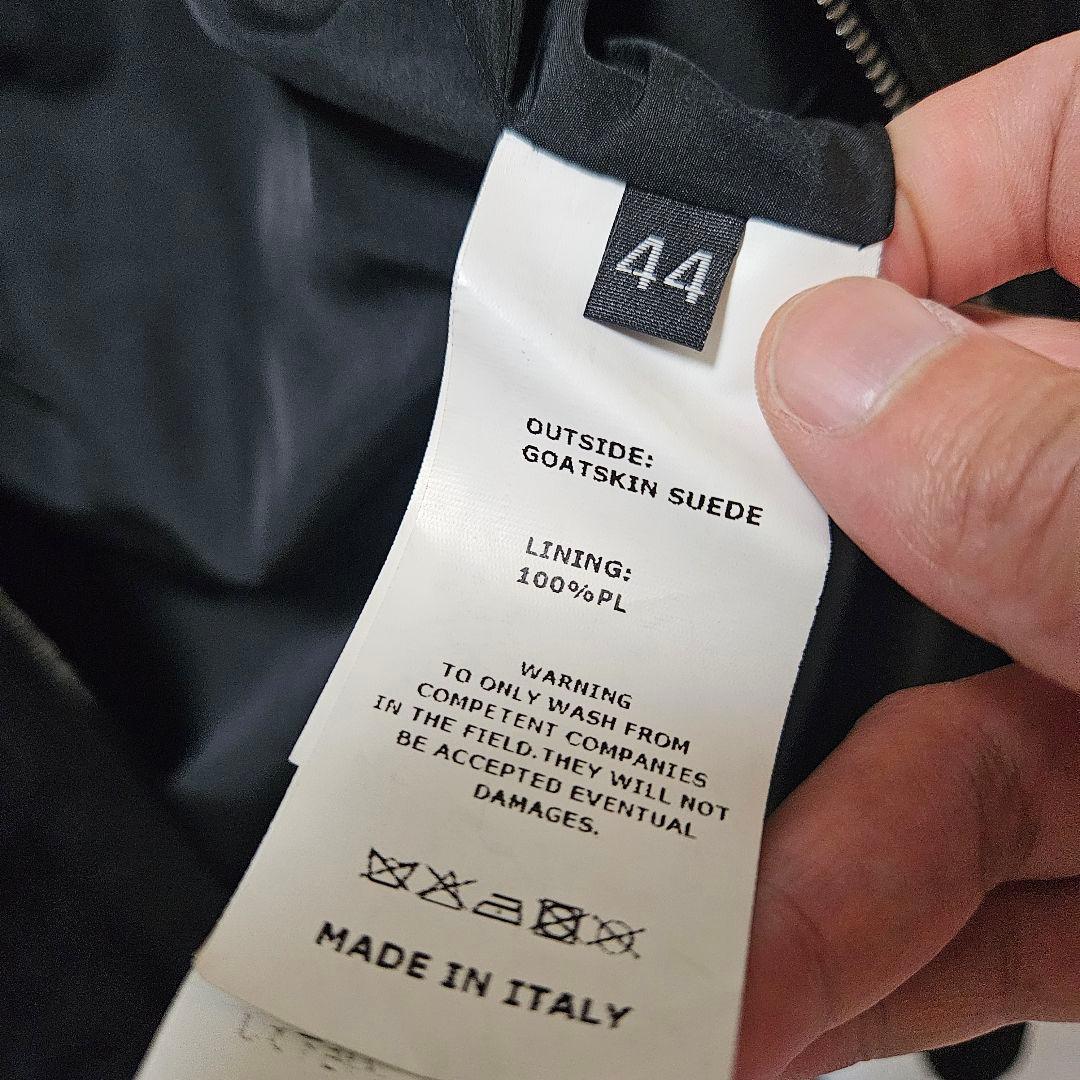 44
OUTSIDE:
GOATSKIN SUEDE
LINING:
100%PL
WARNING
TO ONLY WASH FROM
COMPETENT COMPANIES
IN THE FIELD.THEY WILL NOT
BE ACCEPTED EVENTUAL
DAMAGES.
MADE IN ITALY